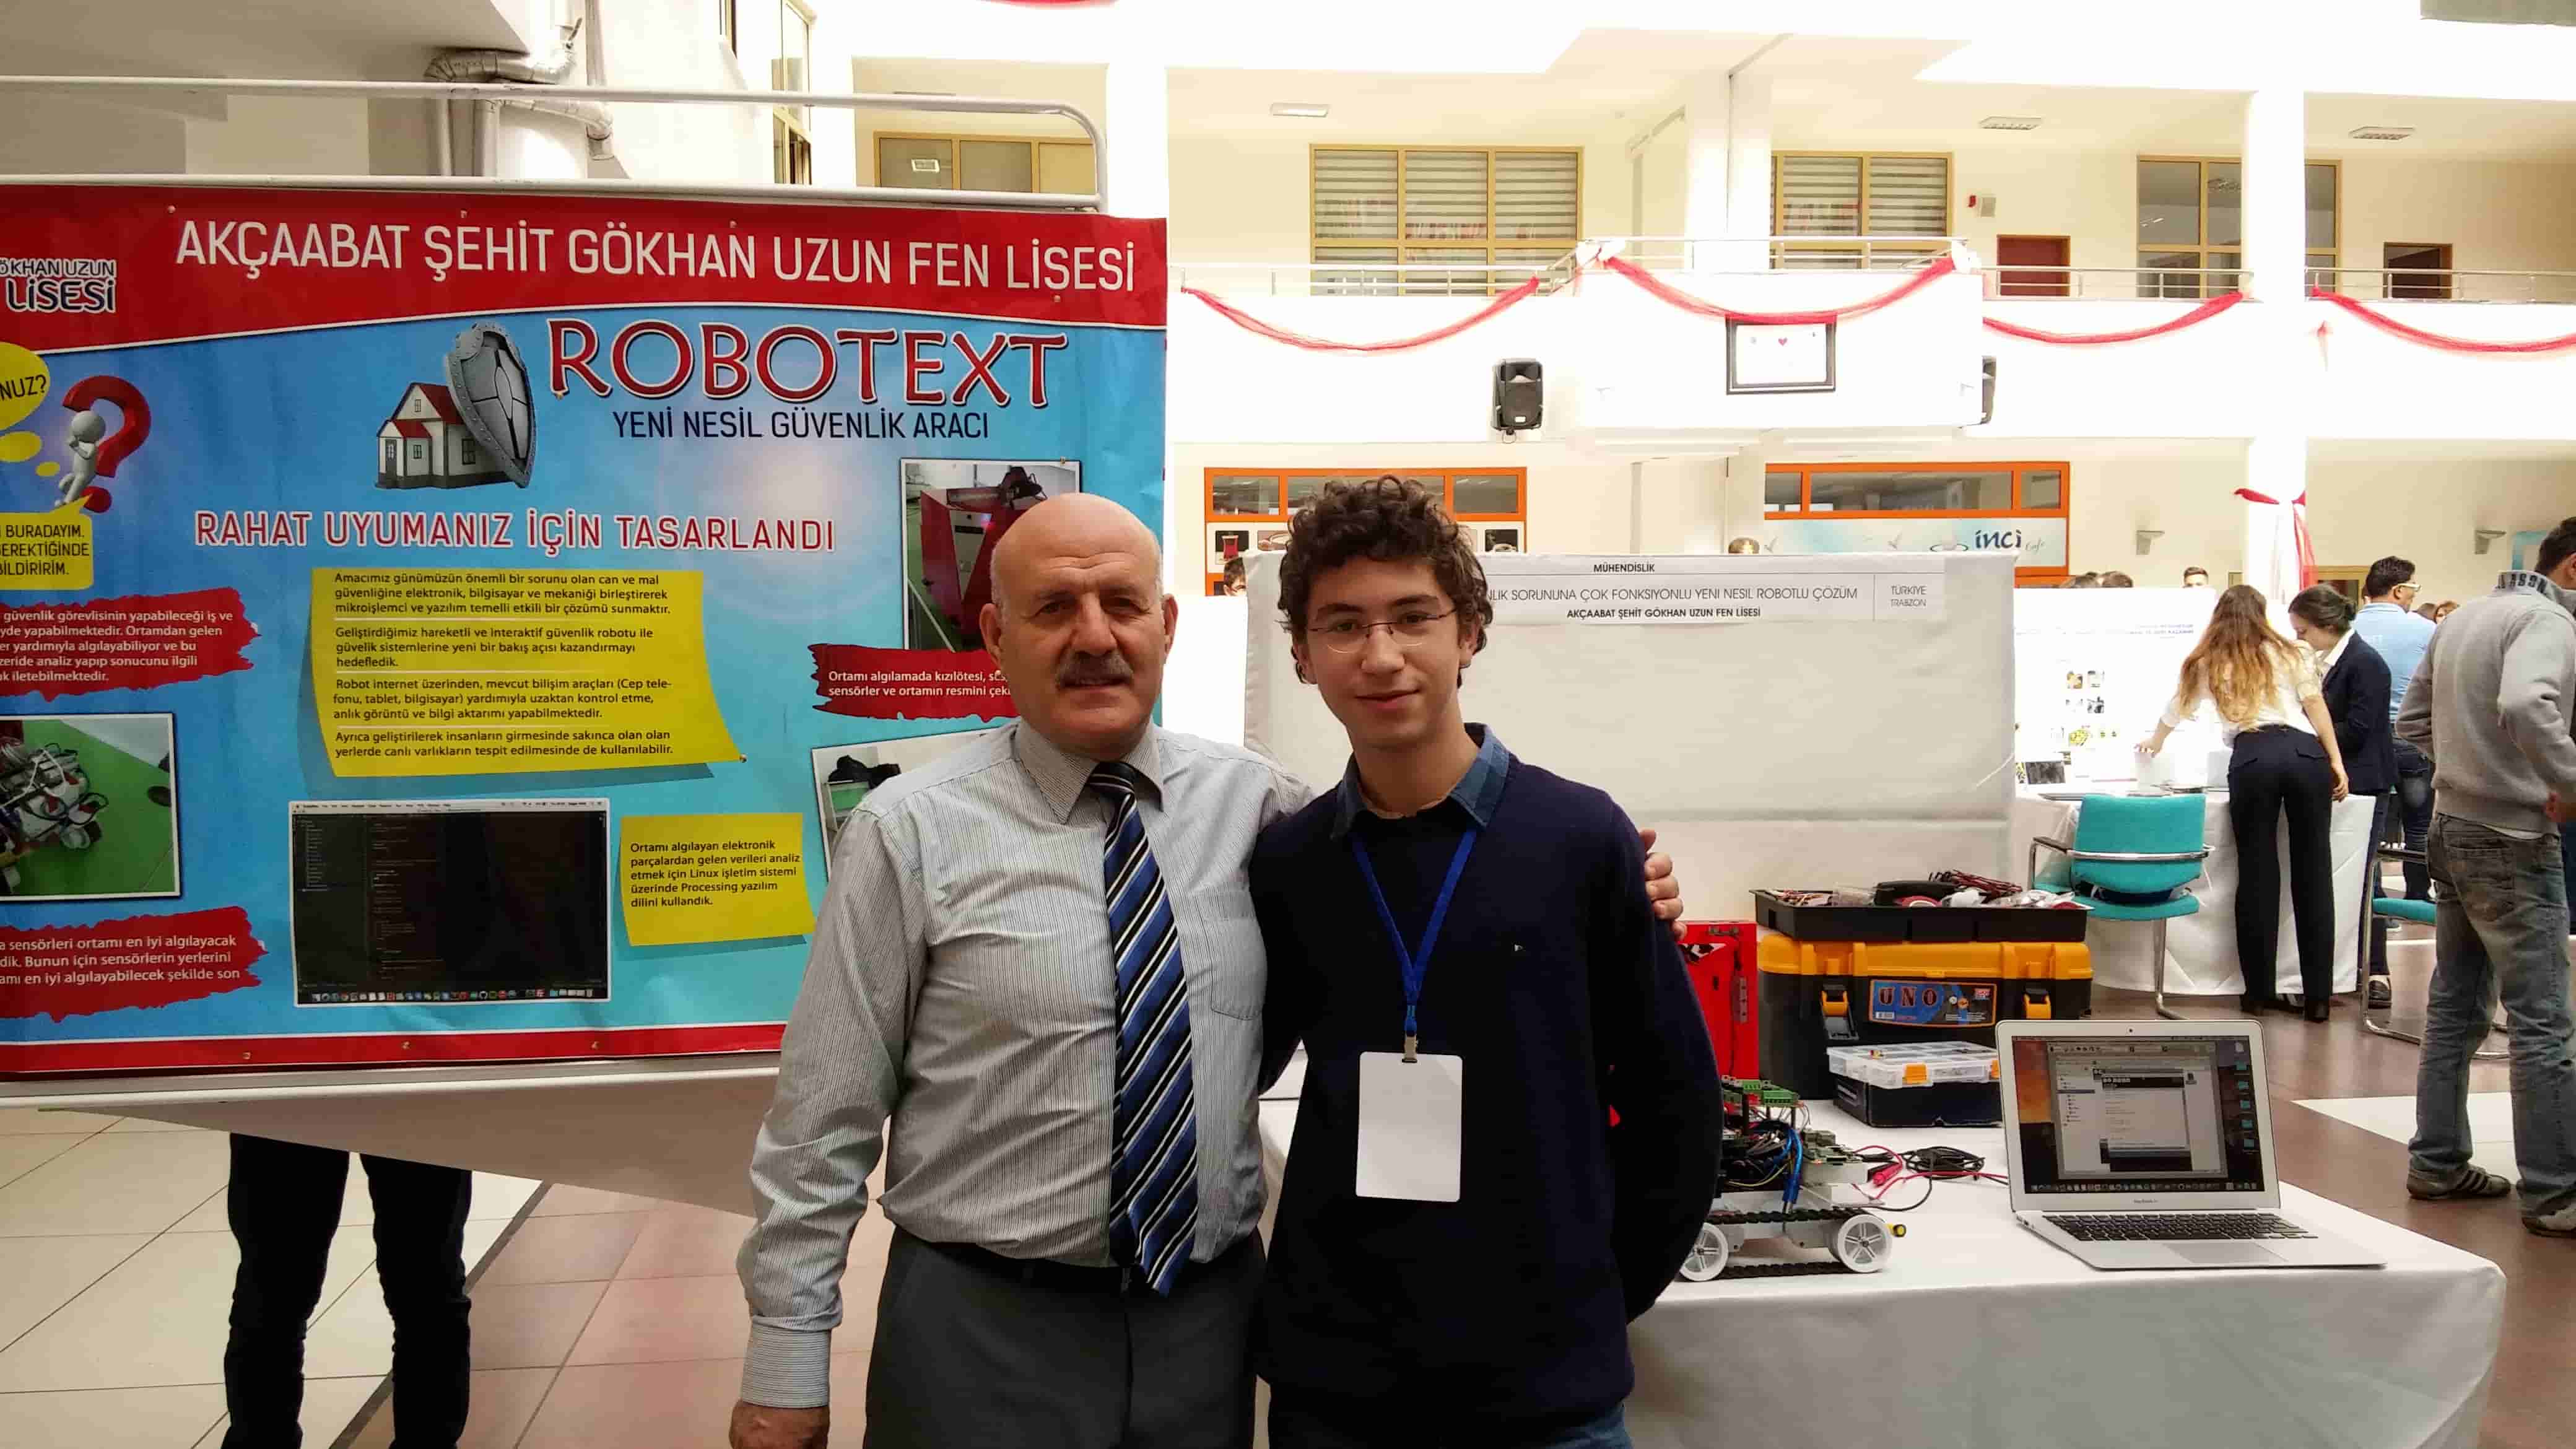 AKÇAABAT ŞEHİT GÖKHAN UZUN FEN LİSESİ
ÖKHAN UZUN
LİSESİ
ROBOTEXT
YENİ NESİL GÜVENLİK ARACI
NUZ?
BURADAYIM.
EREKTİĞİNDE
BİLDİRİRİM.
RAHAT UYUMANIZ İÇİN TASARLANDI
güvenlik görevlisinin yapabileceği iş ve
yde yapabilmektedir. Ortamdan gelen
er yardımıyla algılayabiliyor ve bu
zeride analiz yapıp sonucunu ilgili
k iletebilmektedir.
Amacımız günümüzün önemli bir sorunu olan can ve mal
güvenliğine elektronik, bilgisayar ve mekaniği birleştirerek
mikroişlemci ve yazılım temelli etkili bir çözümü sunmaktır.
Geliştirdiğimiz hareketli ve interaktif güvenlik robotu ile
güvelik sistemlerine yeni bir bakış açısı kazandırmayı
hedefledik.
Robot internet üzerinden, mevcut bilişim araçları (Cep tele-
fonu, tablet, bilgisayar) yardımıyla uzaktan kontrol etme,
anlık görüntü ve bilgi aktarımı yapabilmektedir.
Ayrıca geliştirilerek insanların girmesinde sakınca olan olan
yerlerde canlı varlıkların tespit edilmesinde de kullanılabilir.
Ortamı algılamada kızılötesi, ses
sensörler ve ortamın resmini çeki
Ortamı algılayan elektronik
parçalardan gelen verileri analiz
etmek için Linux işletim sistemi
üzerinde Processing yazılım
dilini kullandık.
a sensörleri ortamı en iyi algılayacak
dik. Bunun için sensörlerin yerlerini
amı en iyi algılayabilecek şekilde son
MÜHENDİSLİK
LIK SORUNUNA ÇOK FONKSİYONLU YENİ NESİL ROBOTLU ÇÖZÜM
AKÇAABAT ŞEHİT GÖKHAN UZUN FEN LİSESİ
TÜRKİYE
TRABZON
inci Cafe
UNO